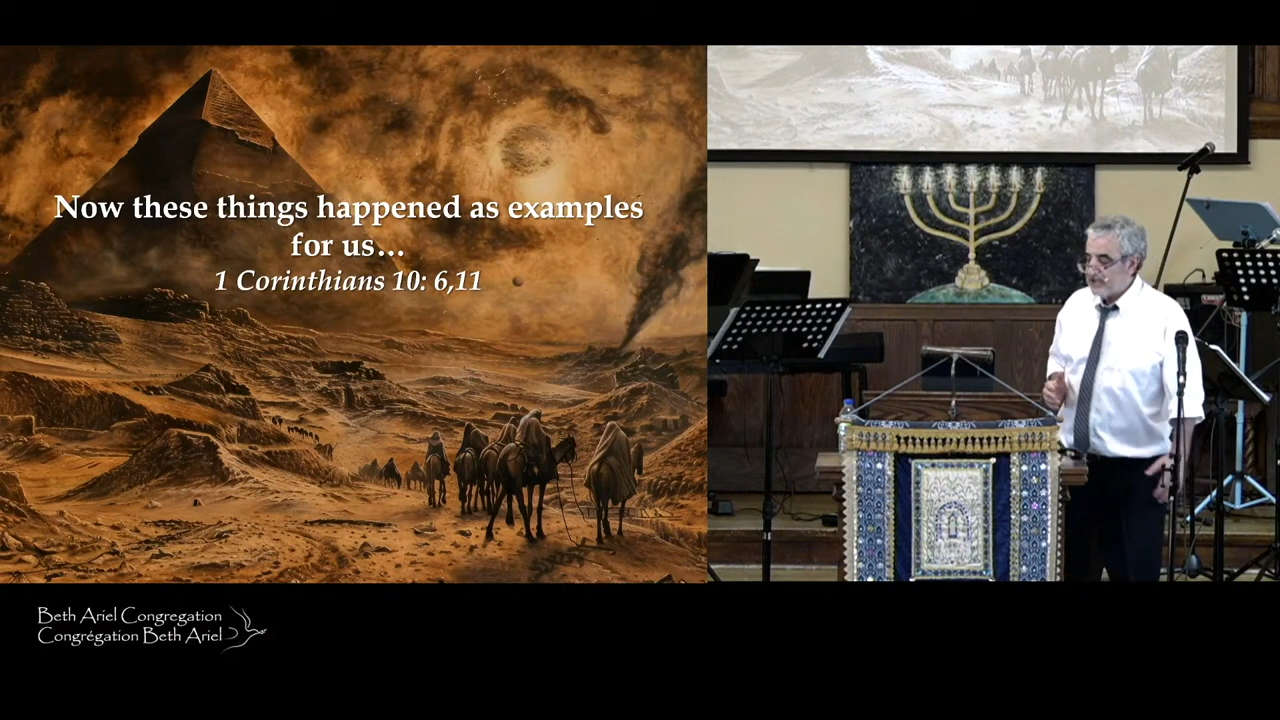 Now these things happened as examples
for us...
1 Corinthians 10: 6,11
Beth Ariel Congregation
Congrégation Beth Ariel